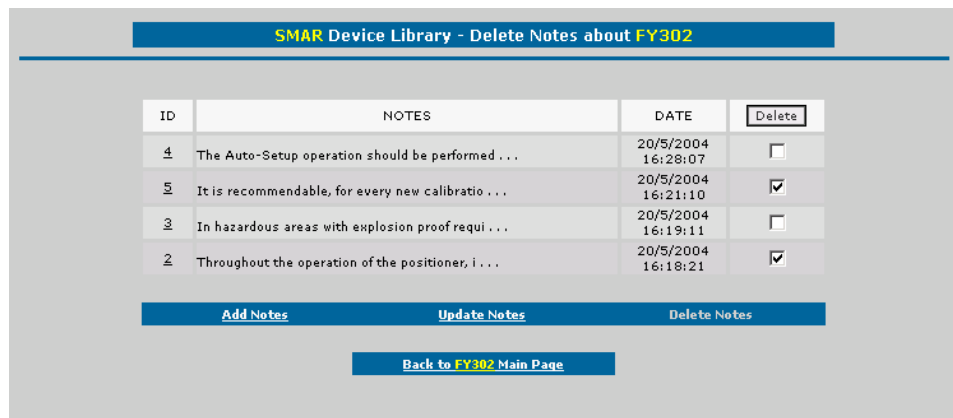 SMAR Device Library - Delete Notes about FY302
ID NOTES DATE Delete
4 The Auto-Setup operation should be performed . . . 20/5/2004 16:28:07
5 It is recommendable, for every new calibratio . . . 20/5/2004 16:21:10
3 In hazardous areas with explosion proof requi . . . 20/5/2004 16:19:11
2 Throughout the operation of the positioner, i . . . 20/5/2004 16:18:21
Add Notes Update Notes Delete Notes
Back to FY302 Main Page